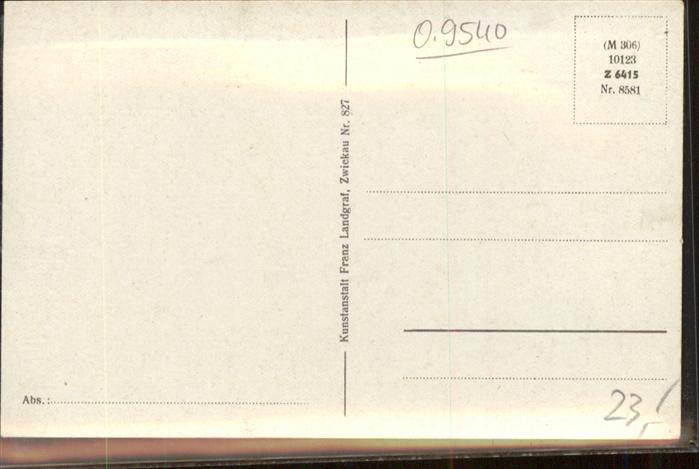 0.9540
(M 306)
10123
Z 6415
Nr. 8581
Kunstanstalt Franz Landgraf, Zwickau Nr. 827
Abs.:
23,-